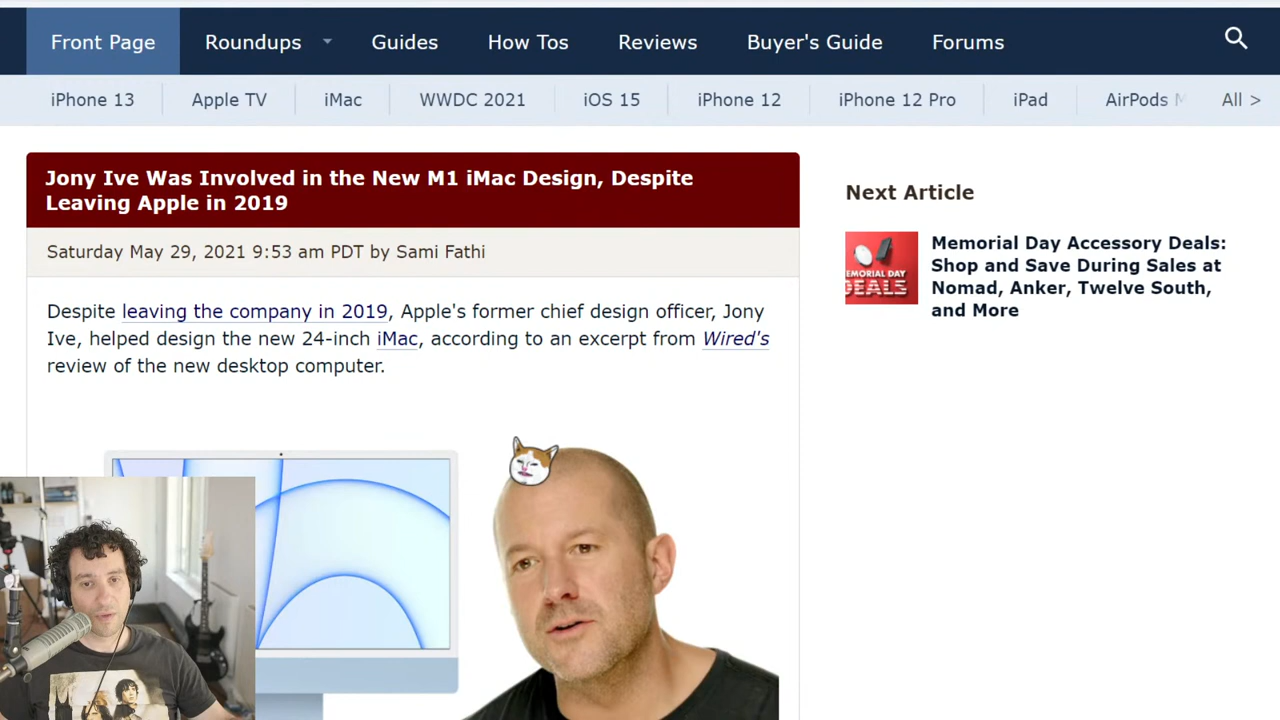 Front Page Roundups Guides How Tos Reviews Buyer's Guide Forums
iPhone 13 Apple TV iMac WWDC 2021 iOS 15 iPhone 12 iPhone 12 Pro iPad AirPods M All >
Jony Ive Was Involved in the New M1 iMac Design, Despite
Leaving Apple in 2019
Saturday May 29, 2021 9:53 am PDT by Sami Fathi
Despite leaving the company in 2019, Apple's former chief design officer, Jony
Ive, helped design the new 24-inch iMac, according to an excerpt from Wired's
review of the new desktop computer.
Next Article
EMORIAL DAY
DEALS
Memorial Day Accessory Deals:
Shop and Save During Sales at
Nomad, Anker, Twelve South,
and More